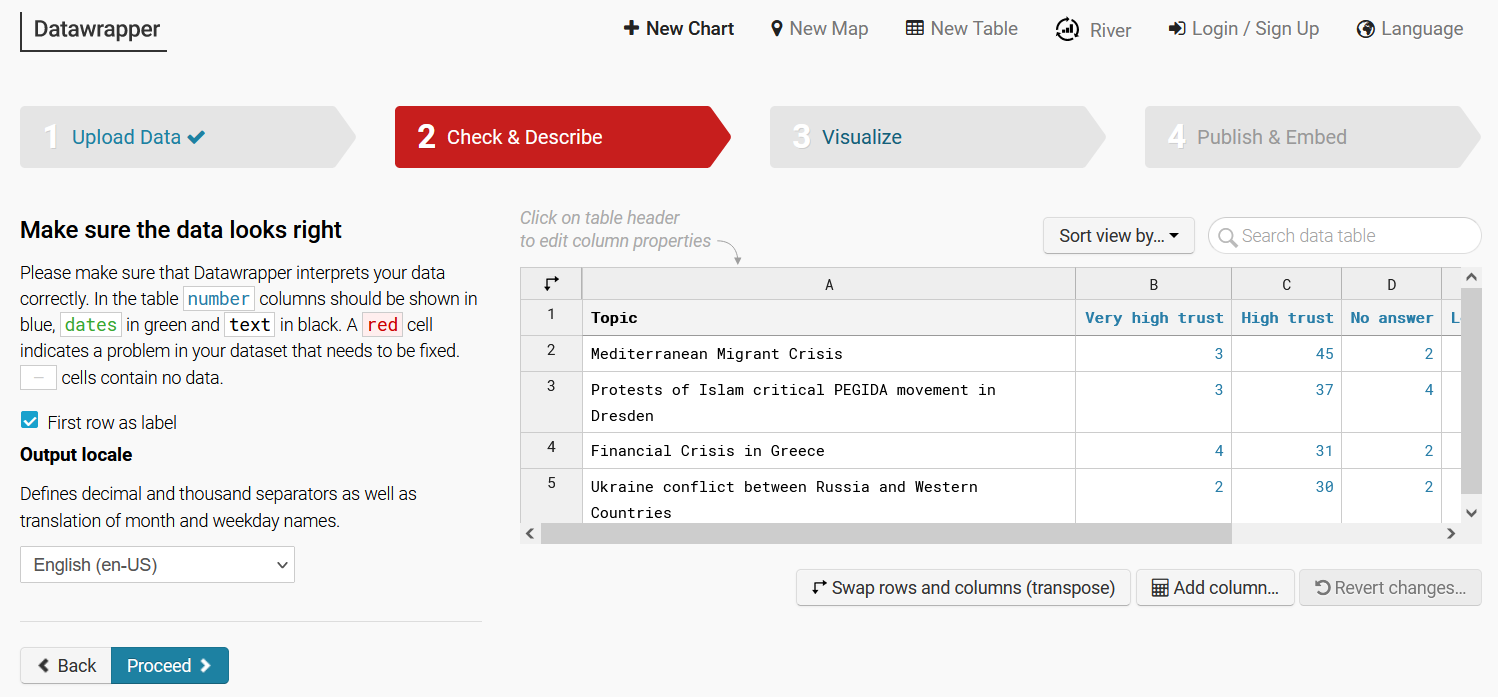 Datawrapper
New Chart
New Map
New Table
River
Login / Sign Up
Language
1 Upload Data
2 Check & Describe
3 Visualize
4 Publish & Embed
Make sure the data looks right
Please make sure that Datawrapper interprets your data
correctly. In the table number columns should be shown in
blue, dates in green and text in black. A red cell
indicates a problem in your dataset that needs to be fixed.
– cells contain no data.
First row as label
Output locale
Defines decimal and thousand separators as well as
translation of month and weekday names.
English (en-US)
Back
Proceed
Click on table header
to edit column properties
Sort view by...
Search data table
A B C D
1 Topic Very high trust High trust No answer
2 Mediterranean Migrant Crisis 3 45 2
3 Protests of Islam critical PEGIDA movement in 3 37 4
Dresden
4 Financial Crisis in Greece 4 31 2
5 Ukraine conflict between Russia and Western 2 30 2
Countries
Swap rows and columns (transpose)
Add column...
Revert changes...